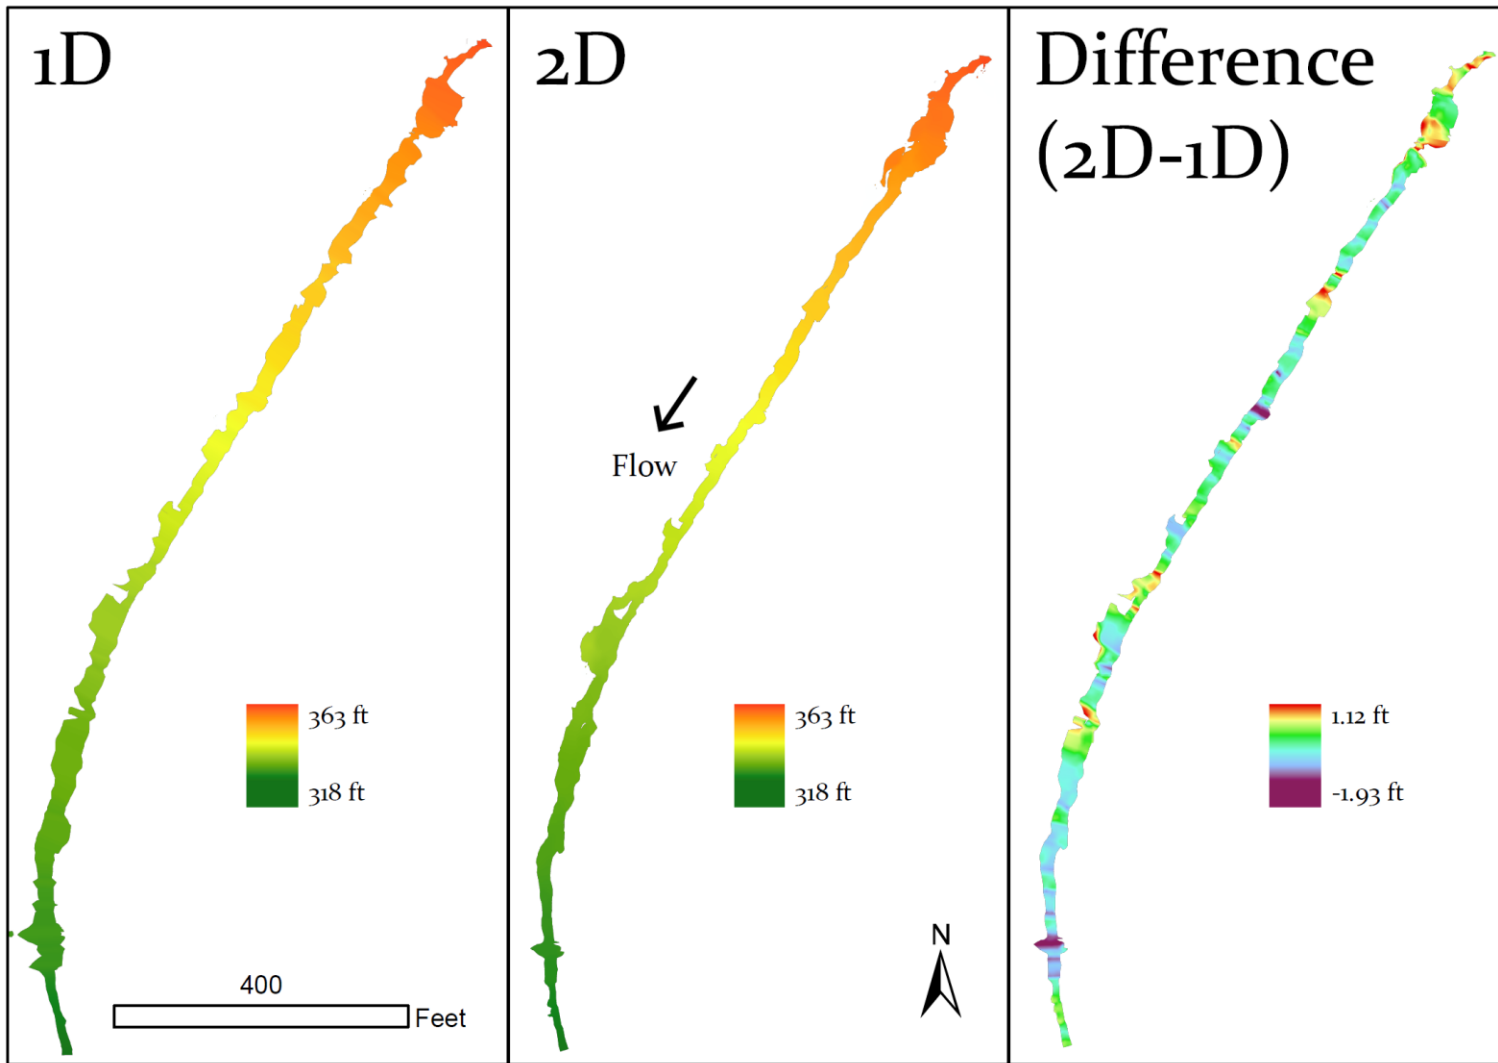 1D
363 ft
318 ft
400
Feet
2D
Flow
363 ft
318 ft
N
Difference
(2D-1D)
1.12 ft
-1.93 ft